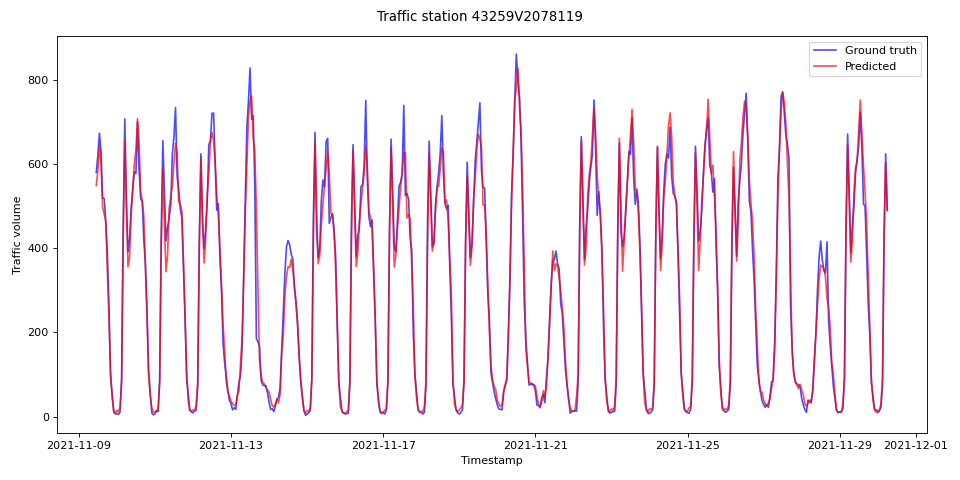 Traffic station 43259V2078119
Ground truth
Predicted
Traffic volume
800
600
400
200
0
2021-11-09
2021-11-13
2021-11-17
2021-11-21
2021-11-25
2021-11-29
2021-12-01
Timestamp